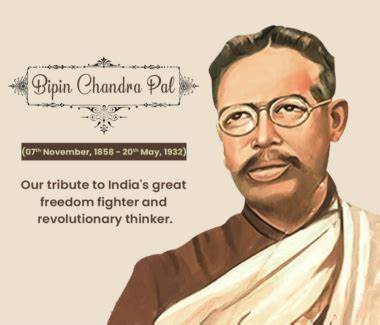 Bipin Chandra Pal
(07th November, 1858 - 20th May, 1932)
Our tribute to India's great
freedom fighter and
revolutionary thinker.